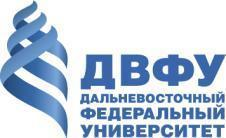 ДВФУ
ДАЛЬНЕВОСТОЧНЫЙ
ФЕДЕРАЛЬНЫЙ
УНИВЕРСИТЕТ